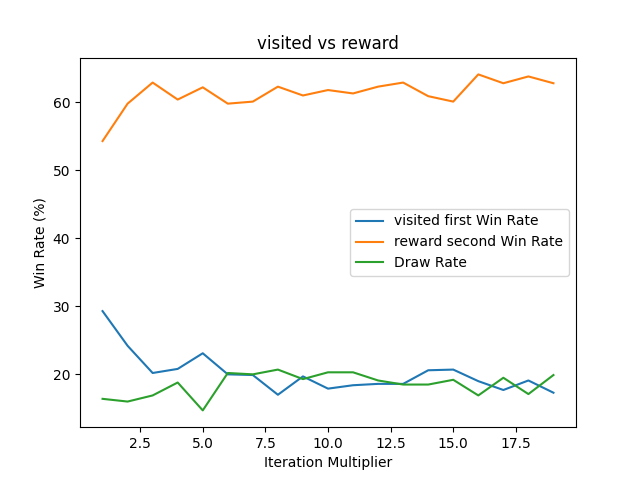 visited vs reward
Win Rate (%)
60
50
40
30
20
visited first Win Rate
reward second Win Rate
Draw Rate
2.5 5.0 7.5 10.0 12.5 15.0 17.5
Iteration Multiplier